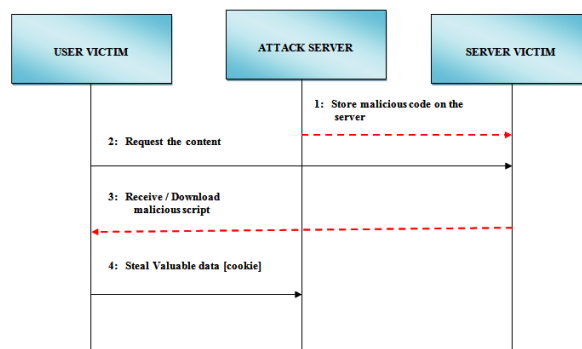 USER VICTIM
ATTACK SERVER
SERVER VICTIM
1: Store malicious code on the
server
2: Request the content
3: Receive / Download
malicious script
4: Steal Valuable data [cookie]